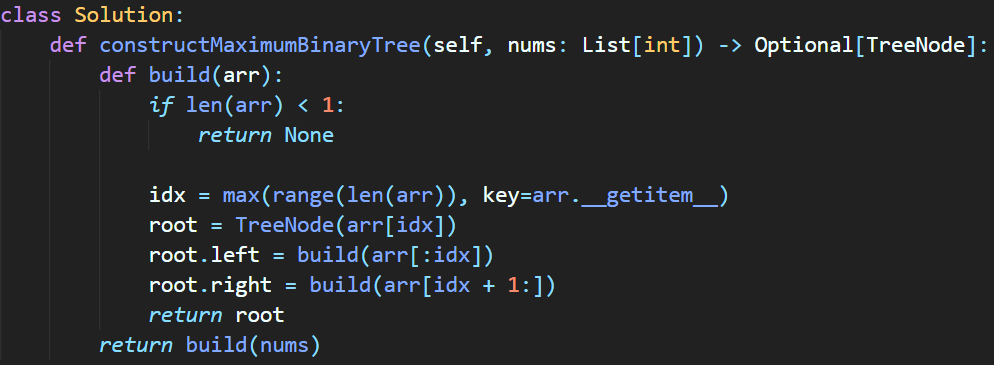 class Solution:
    def constructMaximumBinaryTree(self, nums: List[int]) -> Optional[TreeNode]:
        def build(arr):
            if len(arr) < 1:
                return None
            idx = max(range(len(arr)), key=arr.__getitem__)
            root = TreeNode(arr[idx])
            root.left = build(arr[:idx])
            root.right = build(arr[idx + 1:])
            return root
        return build(nums)